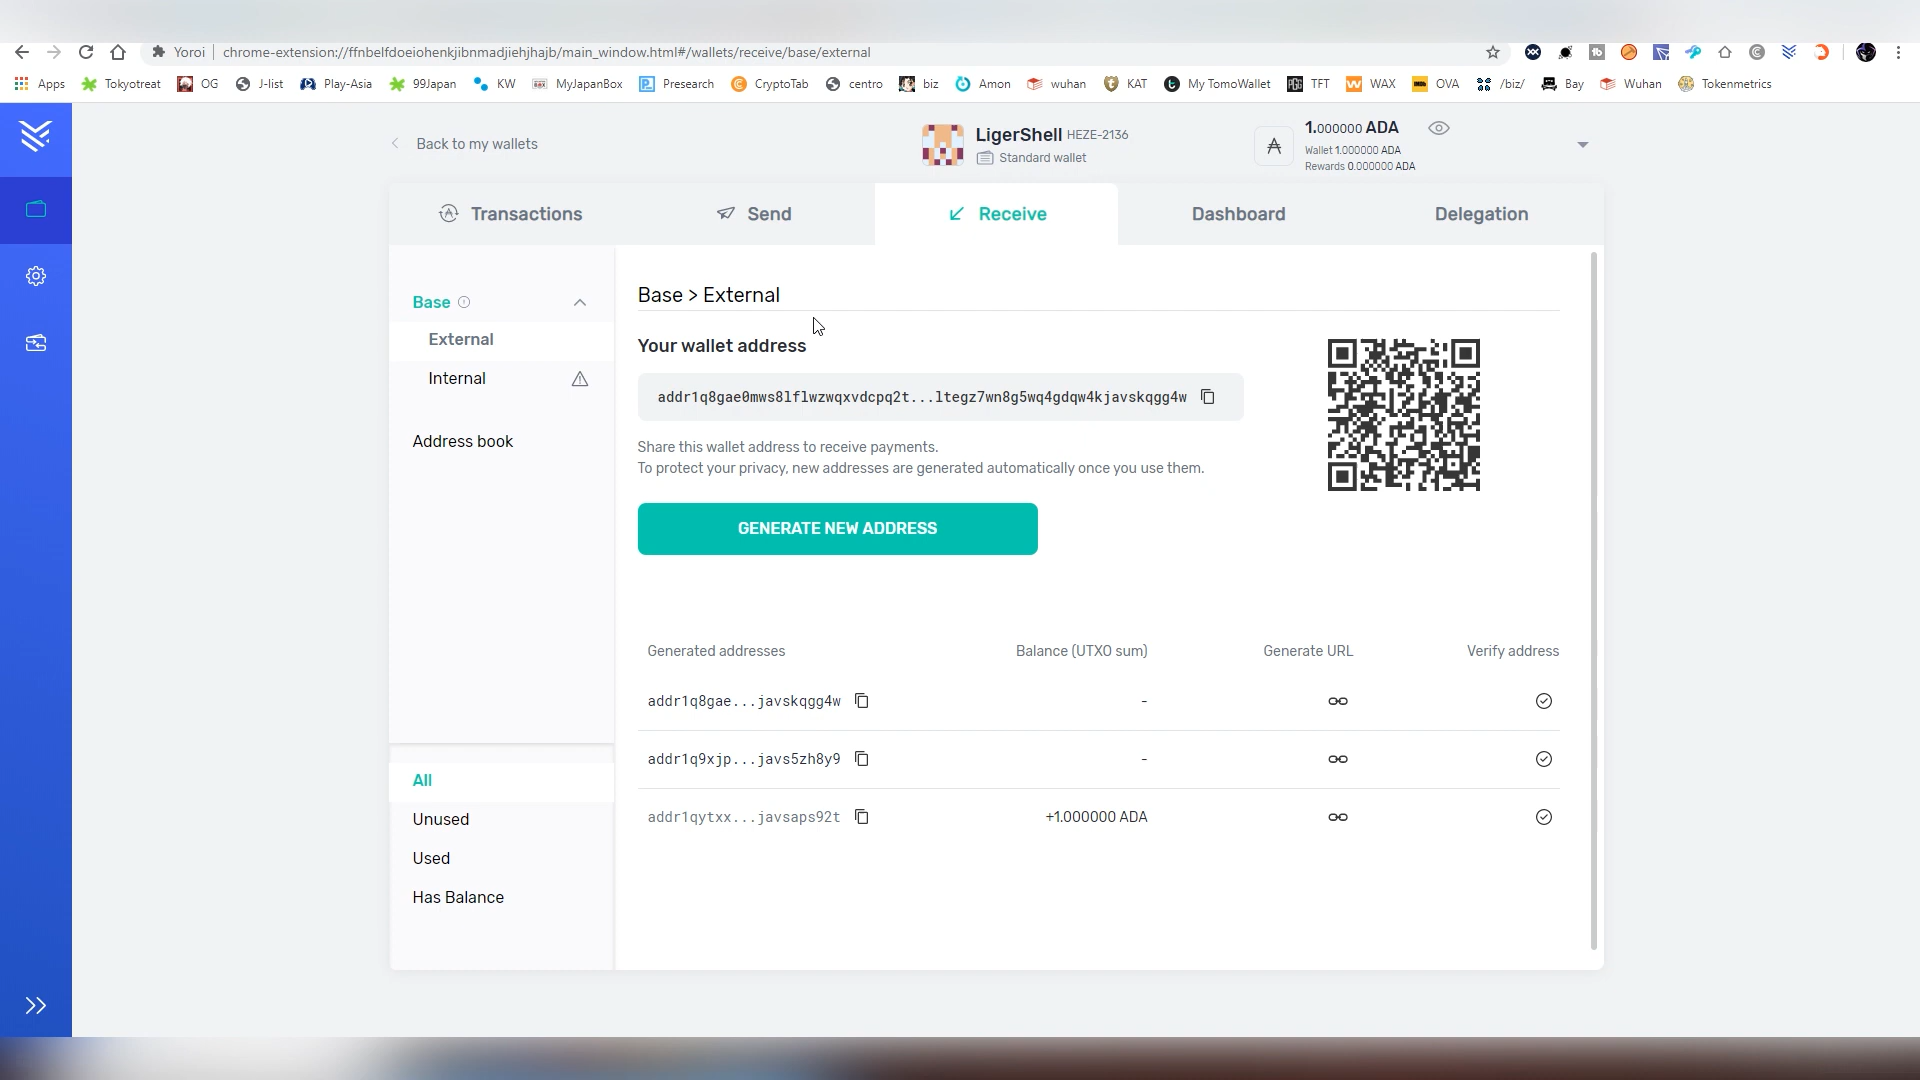 Yoroi
chrome-extension://ffnbelfdoeiohenkjibnmadjiehjhajb/main_window.html#/wallets/receive/base/external
Apps Tokyotreat OG J-list Play-Asia 99Japan KW MyJapanBox Presearch CryptoTab centro biz Amon wuhan KAT My TomoWallet TFT WAX OVA /biz/ Bay Wuhan Tokenmetrics
Back to my wallets
LigerShell HEZE-2136
Standard wallet
1.000000 ADA
Wallet 1.000000 ADA
Rewards 0.000000 ADA
Transactions Send Receive Dashboard Delegation
Base
External
Internal
Address book
All
Unused
Used
Has Balance
Base > External
Your wallet address
addr1q8gae0mws8lflwzwqxvdcpq2t...ltegz7wn8g5wq4gdqw4kjavskqgg4w
Share this wallet address to receive payments.
To protect your privacy, new addresses are generated automatically once you use them.
GENERATE NEW ADDRESS
Generated addresses Balance (UTXO sum) Generate URL Verify address
addr1q8gae...javskqgg4w -
addr1q9xjp...javs5zh8y9 -
addr1qytxx...javsaps92t +1.000000 ADA